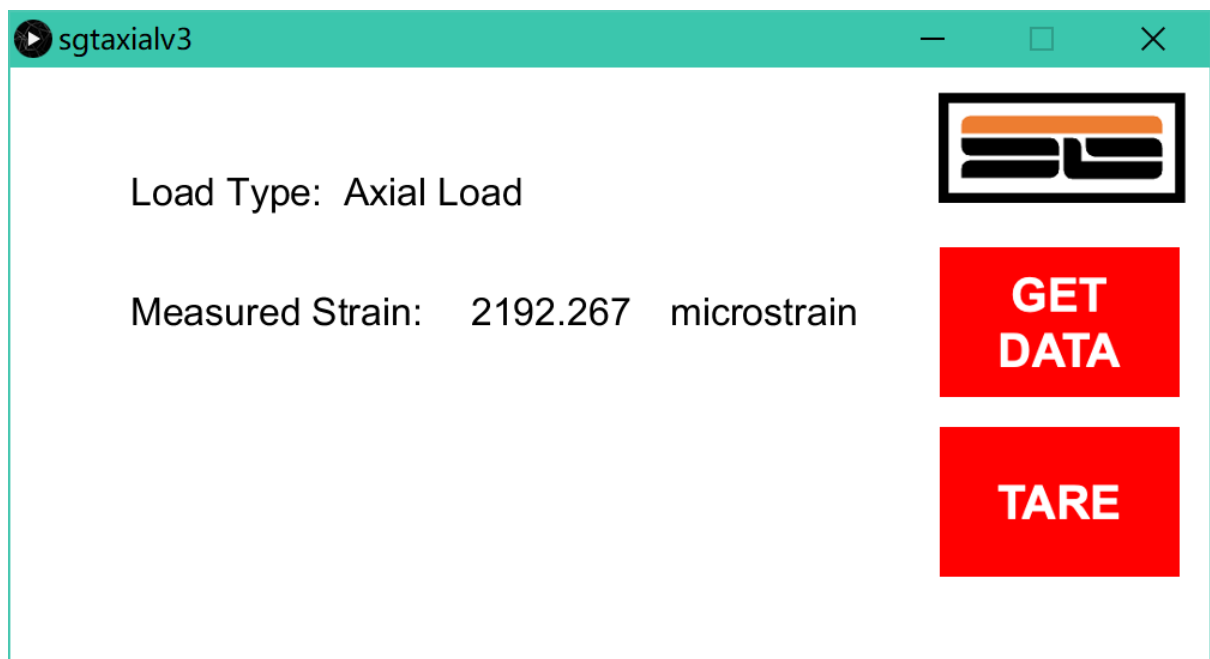 sgtaxialv3
Load Type: Axial Load
Measured Strain: 2192.267 microstrain
GET
DATA
TARE